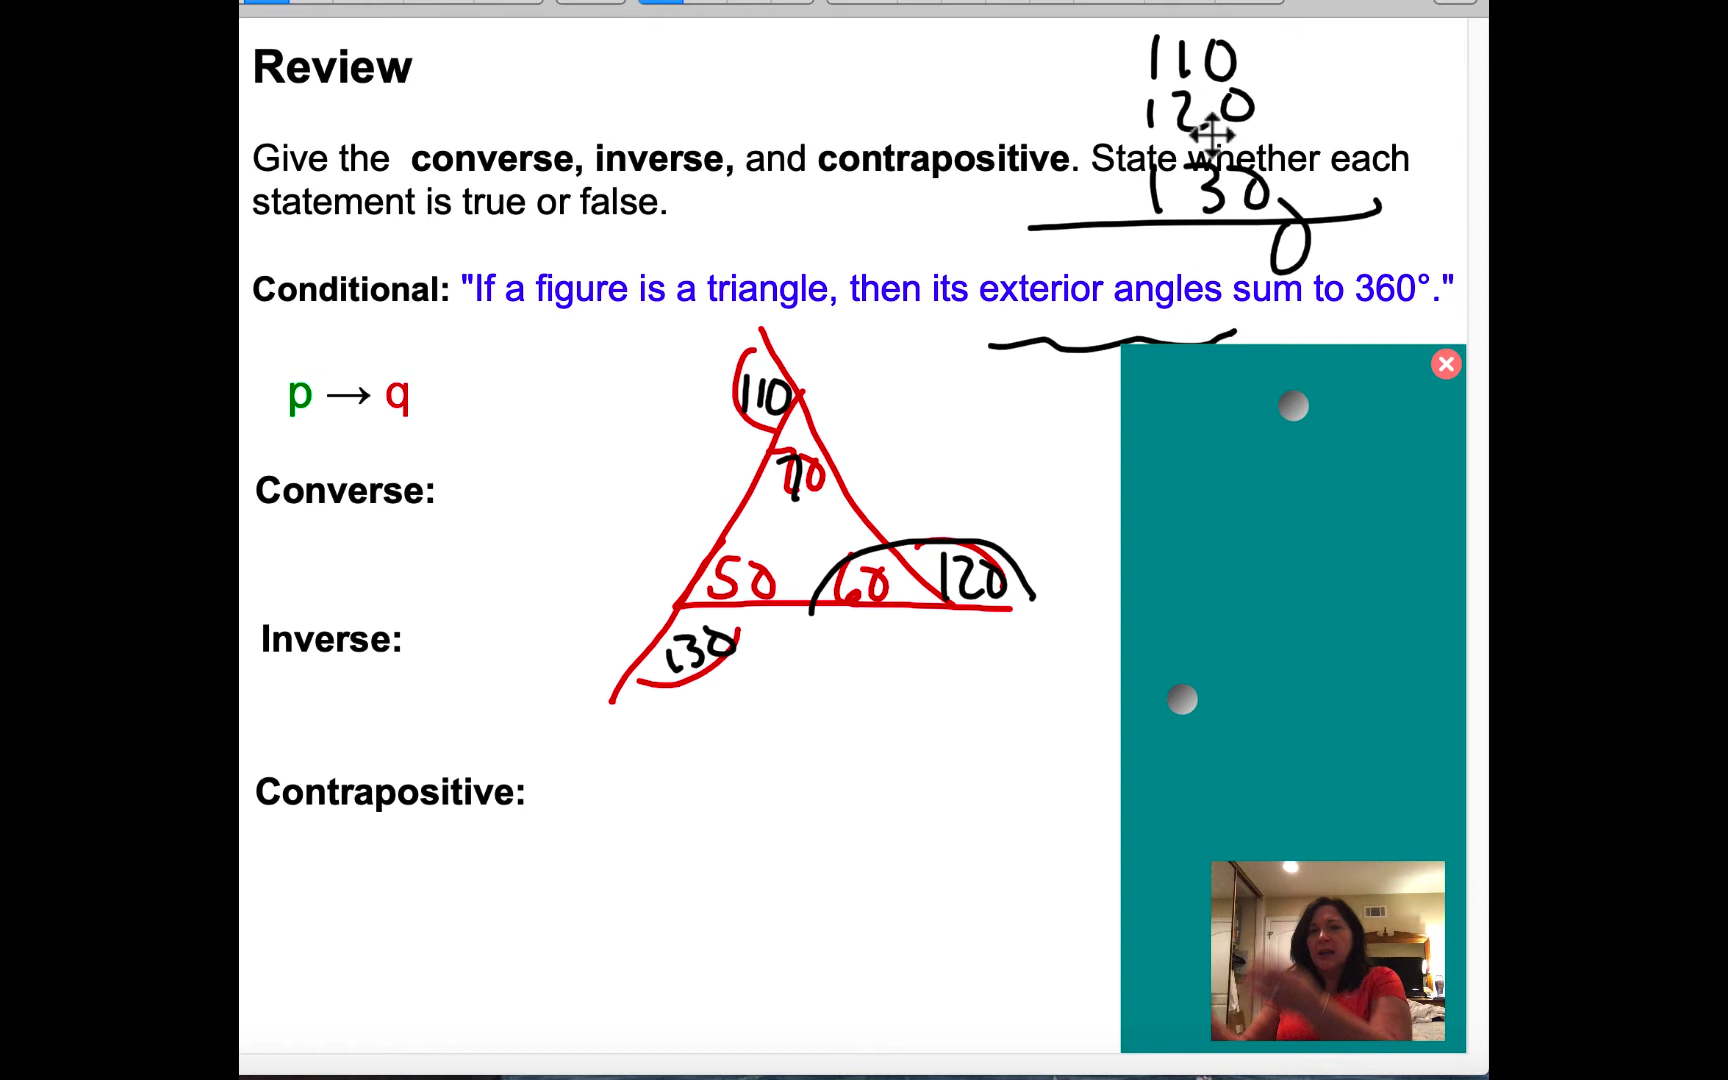 Review
110
120
Give the converse, inverse, and contrapositive. State whether each
130
statement is true or false.
0
Conditional: "If a figure is a triangle, then its exterior angles sum to 360°."
p → q
110
70
Converse:
50 60 120
Inverse:
130
Contrapositive: